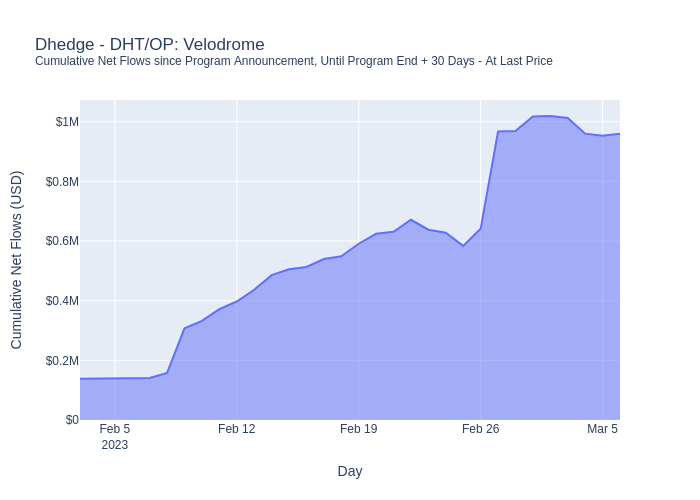 Dhedge - DHT/OP: Velodrome
Cumulative Net Flows since Program Announcement, Until Program End + 30 Days - At Last Price
Cumulative Net Flows (USD)
$1M
$0.8M
$0.6M
$0.4M
$0.2M
$0
Feb 5
2023
Feb 12
Feb 19
Feb 26
Mar 5
Day